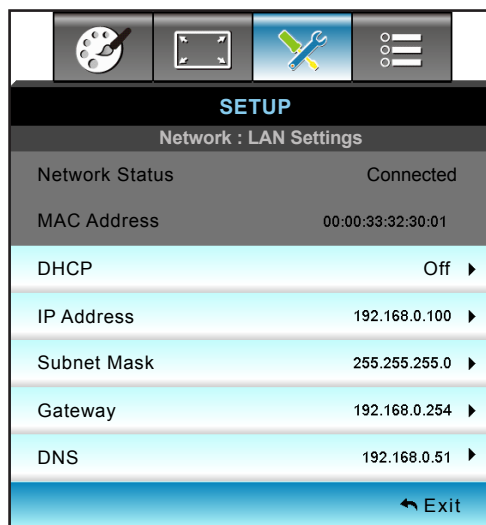 SETUP
Network : LAN Settings
Network Status Connected
MAC Address 00:00:33:32:30:01
DHCP Off
IP Address 192.168.0.100
Subnet Mask 255.255.255.0
Gateway 192.168.0.254
DNS 192.168.0.51
Exit